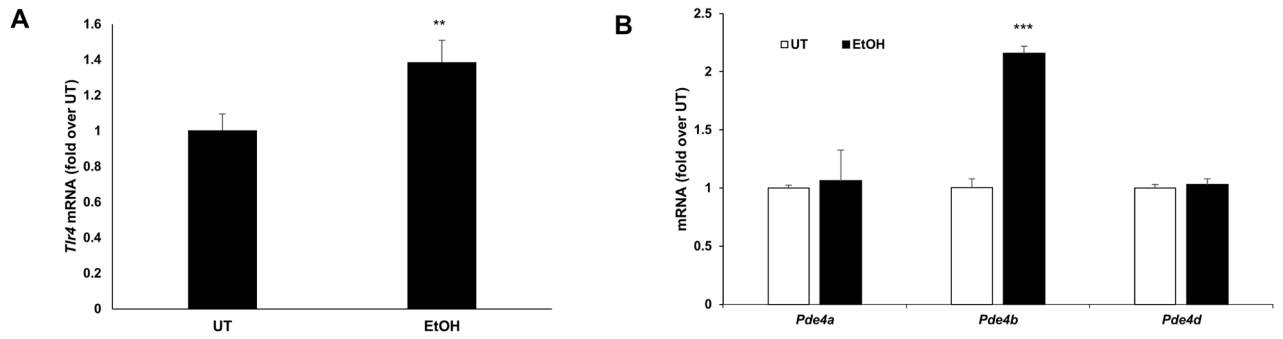 A
Tlr4 mRNA (fold over UT)
1.6
1.4
1.2
1
0.8
0.6
0.4
0.2
0
**
UT
EtOH
B
mRNA (fold over UT)
2.5
2
1.5
1
0.5
0
UT
EtOH
***
Pde4a
Pde4b
Pde4d